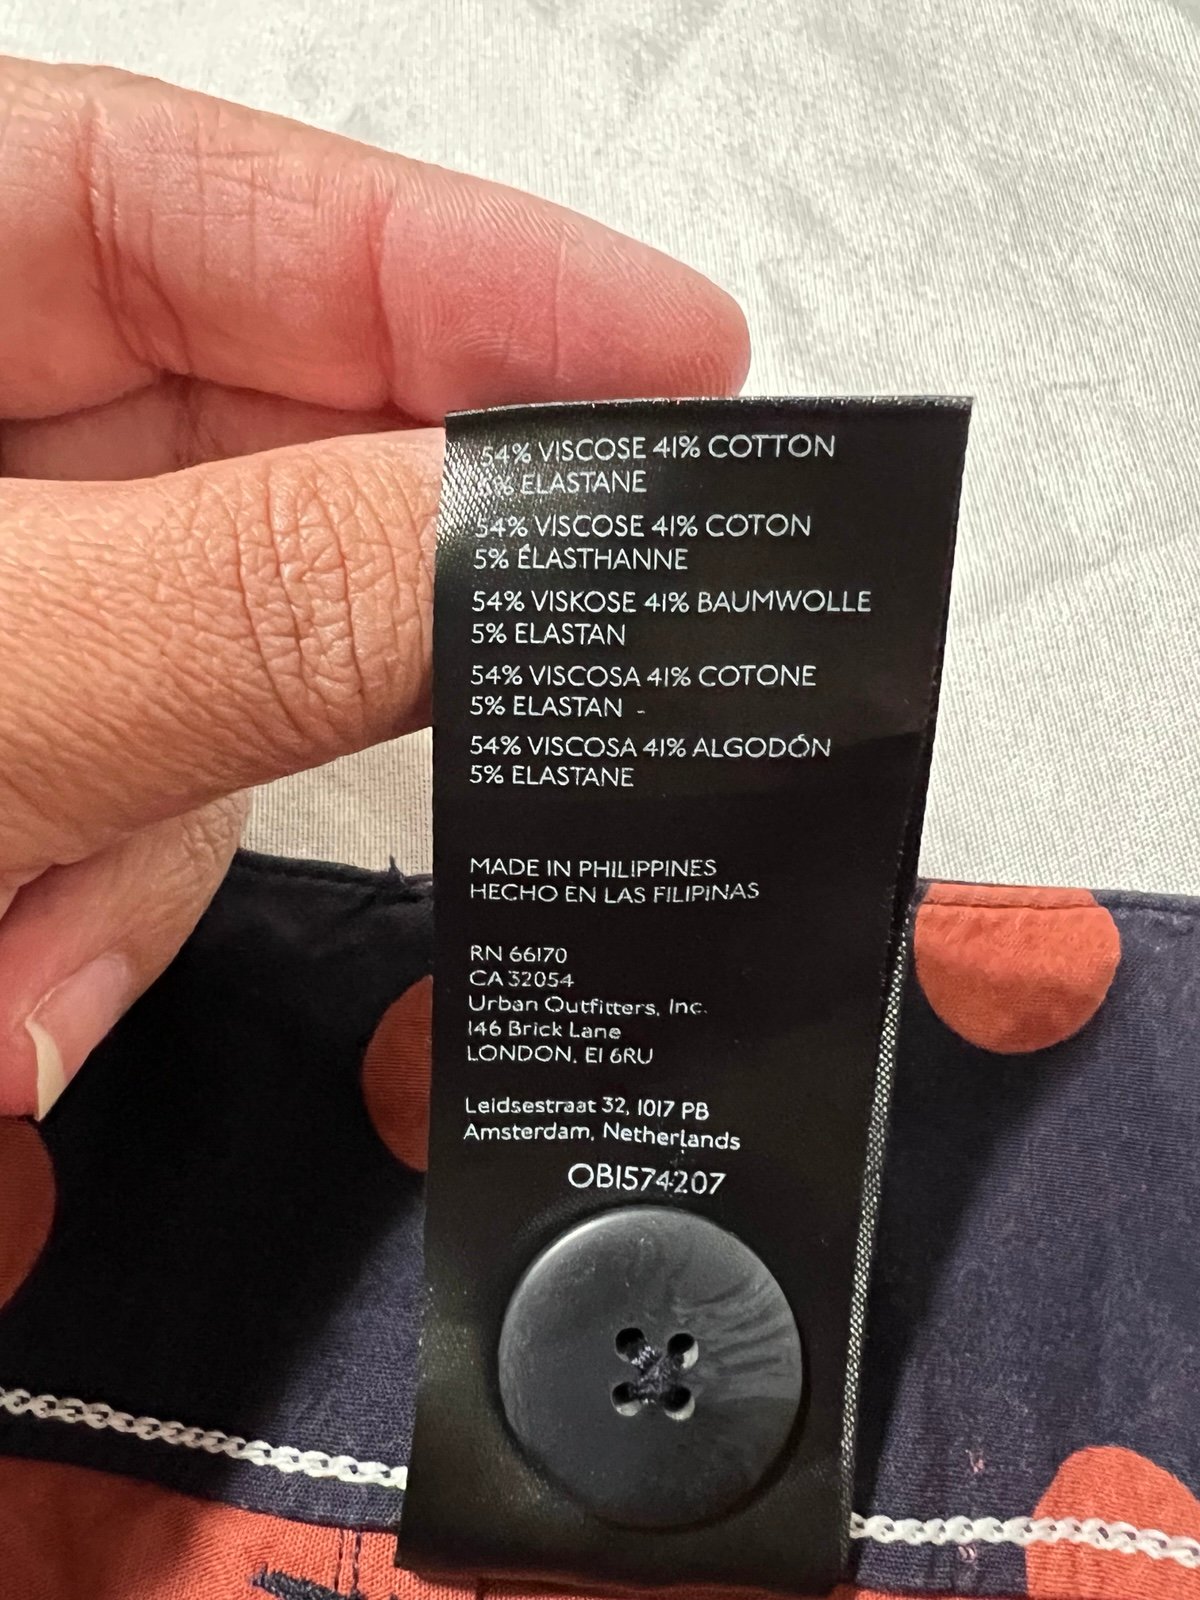 54% VISCOSE 41% COTTON
5% ELASTANE
54% VISCOSE 41% COTON
5% ÉLASTHANNE
54% VISKOSE 41% BAUMWOLLE
5% ELASTAN
54% VISCOSA 41% COTONE
5% ELASTAN -
54% VISCOSA 41% ALGODÓN
5% ELASTANE
MADE IN PHILIPPINES
HECHO EN LAS FILIPINAS
RN 66170
CA 32054
Urban Outfitters, Inc.
146 Brick Lane
LONDON, E1 6RU
Leidsestraat 32, 1017 PB
Amsterdam, Netherlands
OB1574207